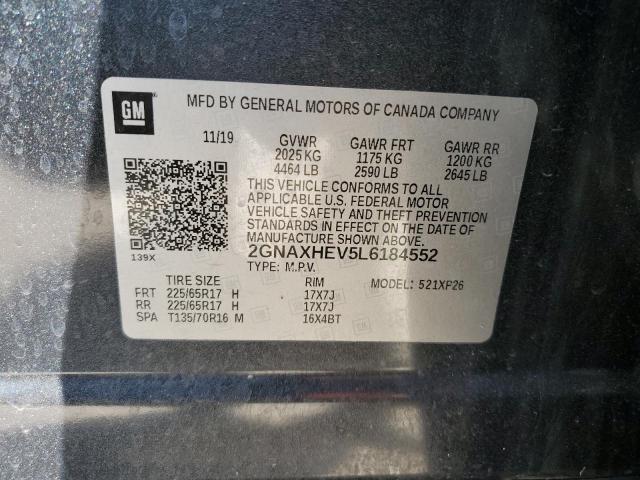 GM
MFD BY GENERAL MOTORS OF CANADA COMPANY
11/19 GVWR GAWR FRT GAWR RR
2025 KG 1175 KG 1200 KG
4464 LB 2590 LB 2645 LB
THIS VEHICLE CONFORMS TO ALL
APPLICABLE U.S. FEDERAL MOTOR
VEHICLE SAFETY AND THEFT PREVENTION
STANDARDS IN EFFECT ON THE DATE OF
MANUFACTURE SHOWN ABOVE.
139X 2GNAXHEV5L6184552
TYPE: M.P.V. MODEL: 521XP26
TIRE SIZE RIM
FRT 225/65R17 H 17X7J
RR 225/65R17 H 17X7J
SPA T135/70R16 M 16X4BT